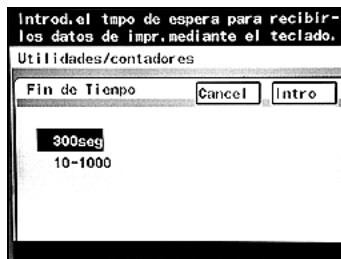 Introd.el tmpo de espera para recibir-
los datos de impr.mediante el teclado.
Utilidades/contadores
Fin de Tiempo
Cancel
Intro
300seg
10-1000